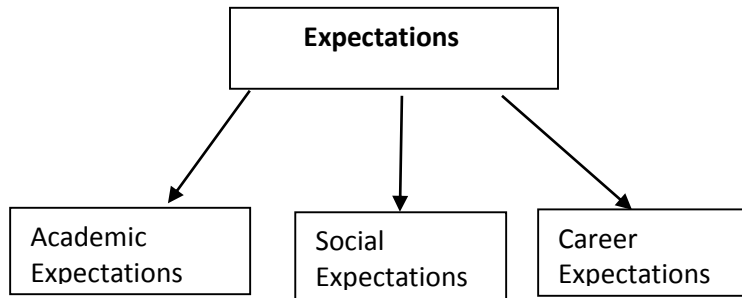 Expectations
Academic
Expectations
Social
Expectations
Career
Expectations